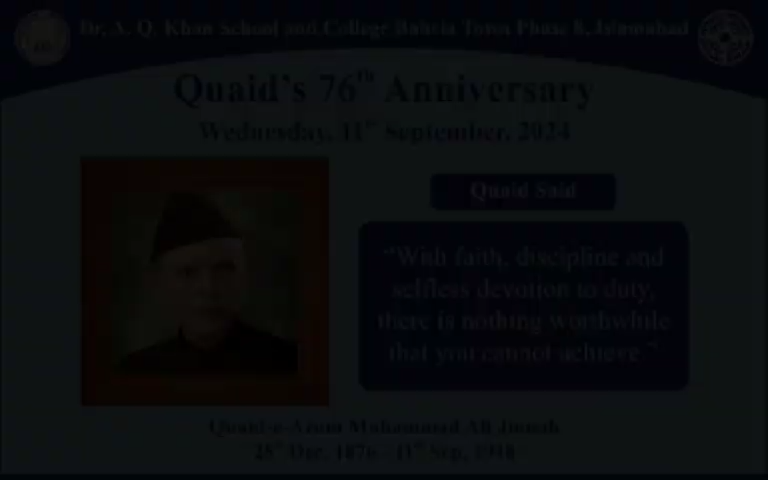 Dr. A. Q. Khan School and College Bahria Town Phase 8, Islamabad
Quaid's 76th Anniversary
Wednesday, 11th September, 2024
Quaid Said
"With faith, discipline and
selfless devotion to duty,
there is nothing worthwhile
that you cannot achieve."
Quaid-e-Azam Muhammad Ali Jinnah
25th Dec, 1876 - 11th Sep, 1948